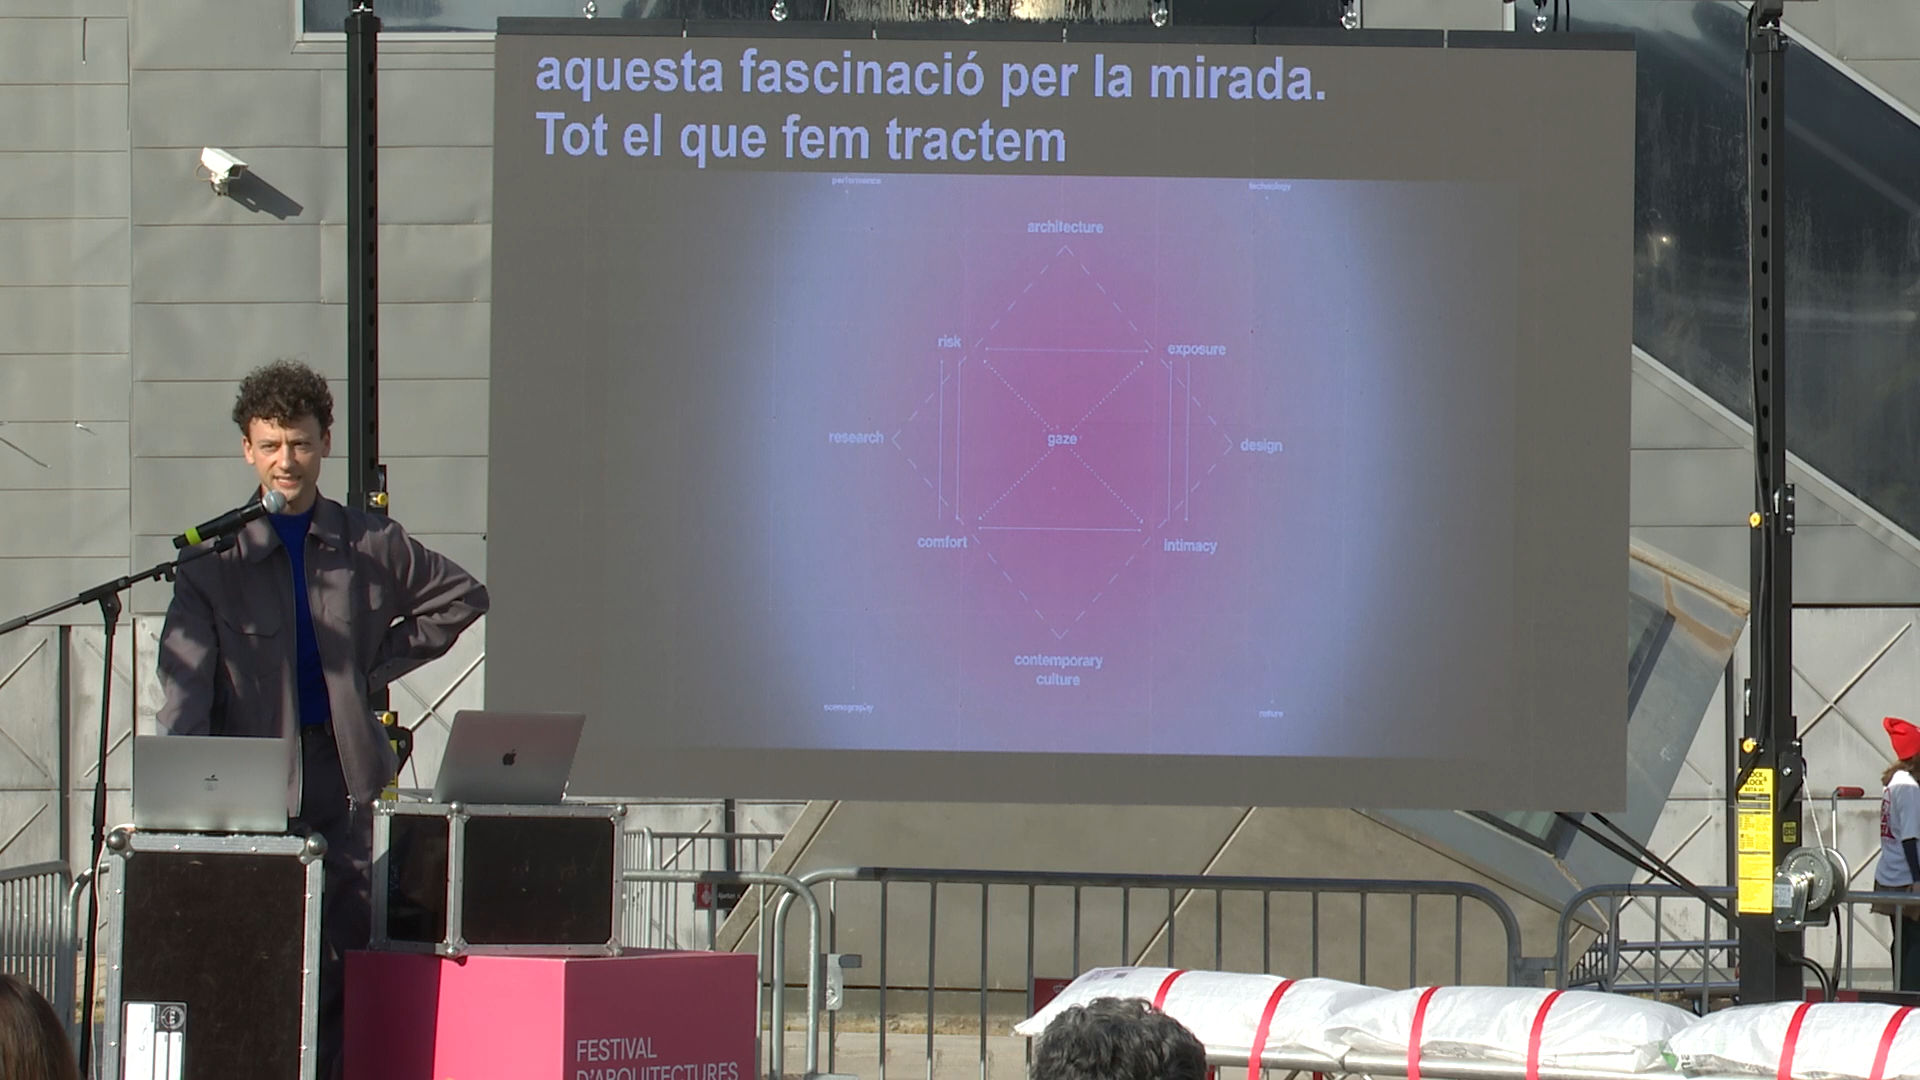 aquesta fascinació per la mirada.
Tot el que fem tractem
performance
technology
architecture
risk
exposure
research
gaze
design
comfort
intimacy
contemporary
culture
scenography
nature
FESTIVAL
D'ARQUITECTURES